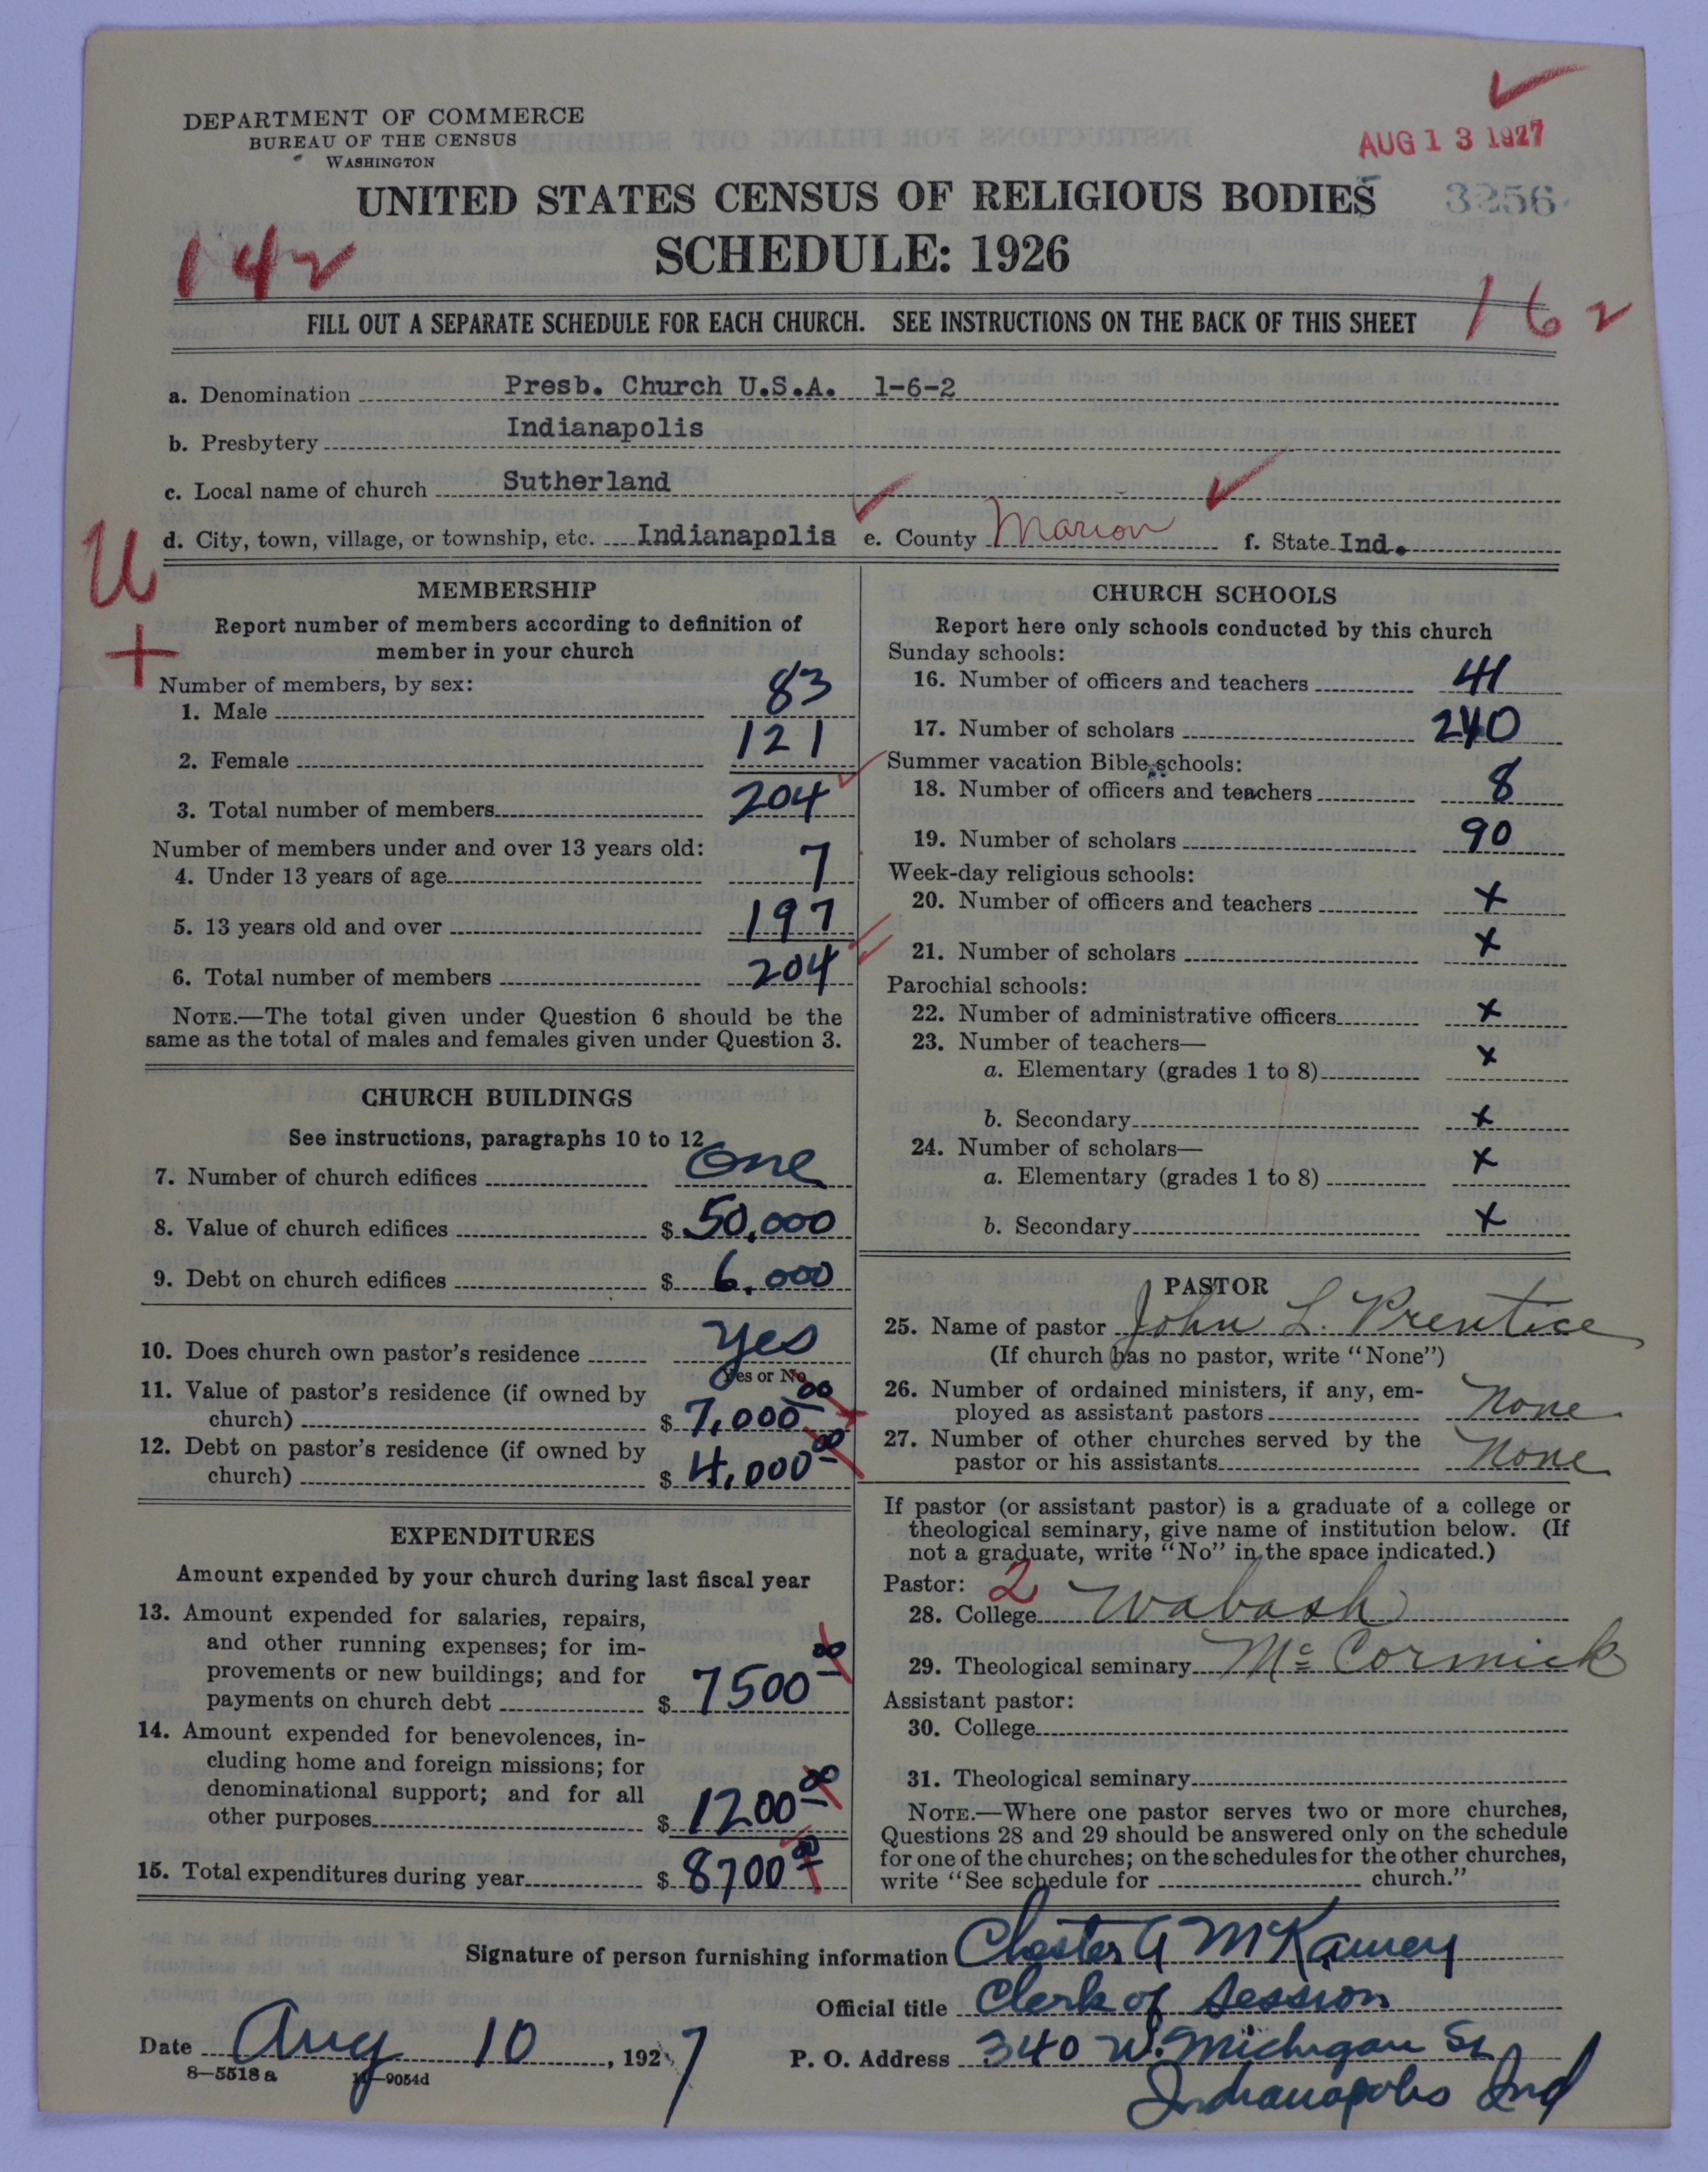 DEPARTMENT OF COMMERCE
BUREAU OF THE CENSUS
WASHINGTON
AUG 13 1927
UNITED STATES CENSUS OF RELIGIOUS BODIES
3256
SCHEDULE: 1926
142
162
FILL OUT A SEPARATE SCHEDULE FOR EACH CHURCH. SEE INSTRUCTIONS ON THE BACK OF THIS SHEET
a. Denomination Presb. Church U.S.A. 1-6-2
b. Presbytery Indianapolis
c. Local name of church Sutherland
d. City, town, village, or township, etc. Indianapolis e. County Marion f. State Ind.
U
+
MEMBERSHIP
Report number of members according to definition of
member in your church
Number of members, by sex:
1. Male 83
2. Female 121
3. Total number of members 204
Number of members under and over 13 years old:
4. Under 13 years of age 7
5. 13 years old and over 197
6. Total number of members 204
NOTE.—The total given under Question 6 should be the
same as the total of males and females given under Question 3.
CHURCH BUILDINGS
See instructions, paragraphs 10 to 12
7. Number of church edifices One
8. Value of church edifices $ 50,000
9. Debt on church edifices $ 6,000
10. Does church own pastor's residence yes
Yes or No
11. Value of pastor's residence (if owned by
church) $ 7,000 00
12. Debt on pastor's residence (if owned by
church) $ 4,000 00
EXPENDITURES
Amount expended by your church during last fiscal year
13. Amount expended for salaries, repairs,
and other running expenses; for im-
provements or new buildings; and for
payments on church debt $ 7500 00
14. Amount expended for benevolences, in-
cluding home and foreign missions; for
denominational support; and for all
other purposes $ 1200 00
15. Total expenditures during year $ 8700 00
CHURCH SCHOOLS
Report here only schools conducted by this church
Sunday schools:
16. Number of officers and teachers 41
17. Number of scholars 240
Summer vacation Bible schools:
18. Number of officers and teachers 8
19. Number of scholars 90
Week-day religious schools:
20. Number of officers and teachers x
21. Number of scholars x
Parochial schools:
22. Number of administrative officers x
23. Number of teachers—
a. Elementary (grades 1 to 8) x
b. Secondary x
24. Number of scholars—
a. Elementary (grades 1 to 8) x
b. Secondary x
PASTOR
25. Name of pastor John L. Prentice
(If church has no pastor, write "None")
26. Number of ordained ministers, if any, em-
ployed as assistant pastors None
27. Number of other churches served by the
pastor or his assistants None
If pastor (or assistant pastor) is a graduate of a college or
theological seminary, give name of institution below. (If
not a graduate, write "No" in the space indicated.)
Pastor: 2
28. College Wabash
29. Theological seminary McCormick
Assistant pastor:
30. College
31. Theological seminary
NOTE.—Where one pastor serves two or more churches,
Questions 28 and 29 should be answered only on the schedule
for one of the churches; on the schedules for the other churches,
write "See schedule for church."
Signature of person furnishing information Chester A McKamey
Official title Clerk of Session
Date Aug 10, 1927
P. O. Address 340 W. Michigan St
Indianapolis Ind
8—5518 a 11—9054d